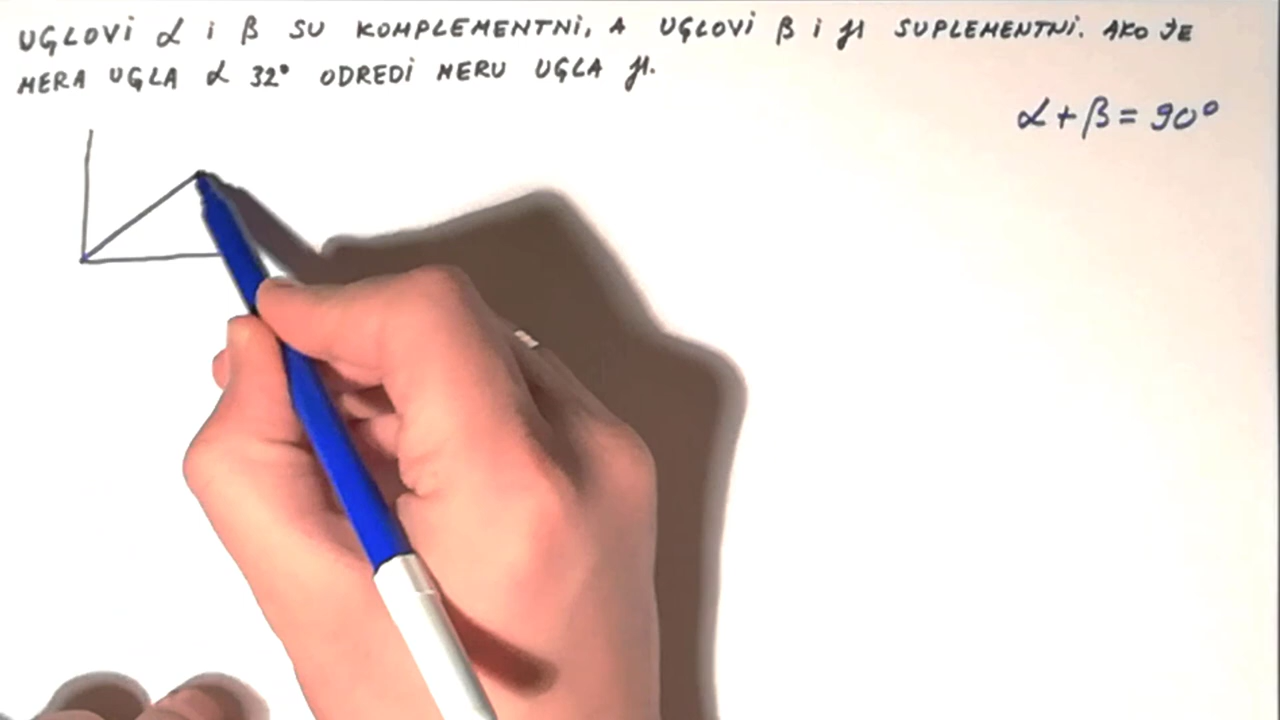 UGLOVI α I β SU KOMPLEMENTNI, A UGLOVI β I γ SUPLEMENTNI. AKO JE
MERA UGLA α 32° ODREDI MERU UGLA γ.
α + β = 90°